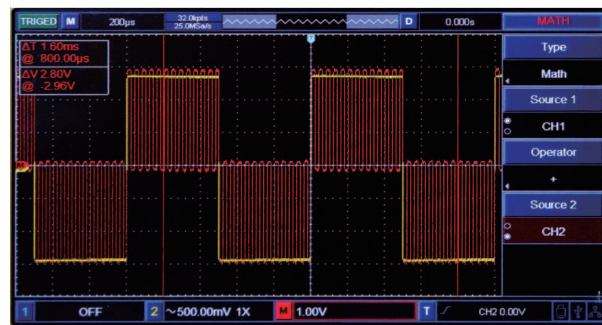 TRIGED M 200μs 32.0kpts D 0.000s MATH
25.0MSa/s
ΔT 1.60ms
@ 800.00μs
ΔV 2.80V
@ -2.96V
Type
Math
Source 1
CH1
Operator
+
Source 2
CH2
M
1 OFF 2 ~500.00mV 1X M 1.00V T CH2 0.00V